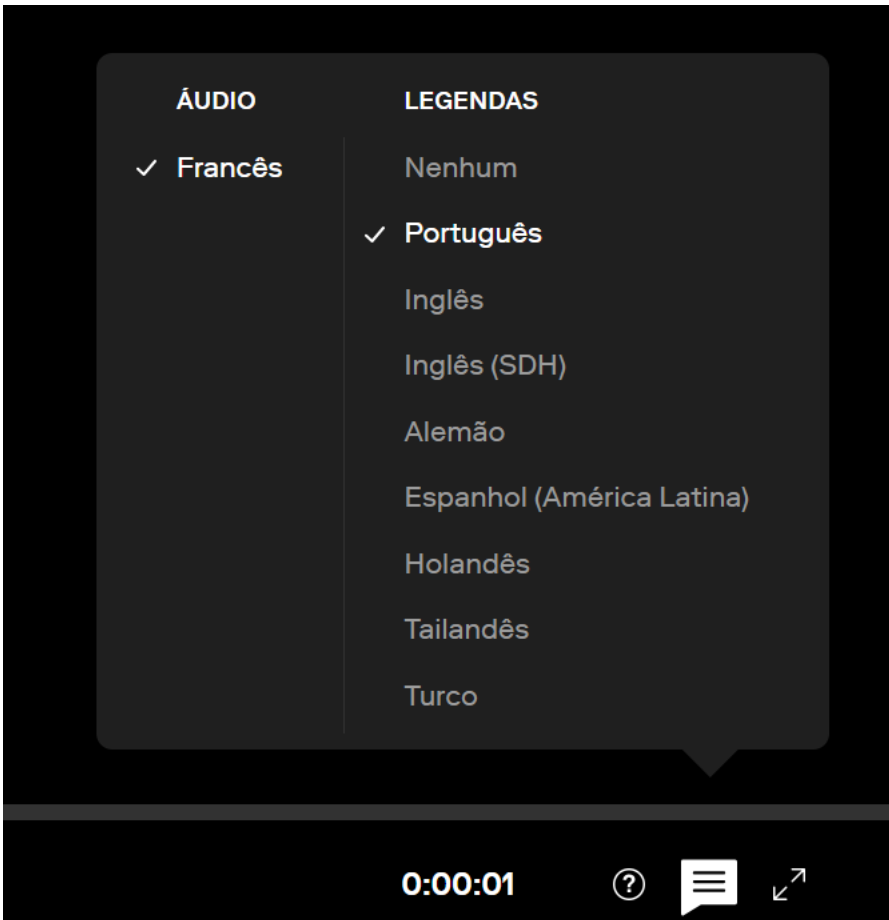 ÁUDIO
Francês
LEGENDAS
Nenhum
Português
Inglês
Inglês (SDH)
Alemão
Espanhol (América Latina)
Holandês
Tailandês
Turco
0:00:01
?